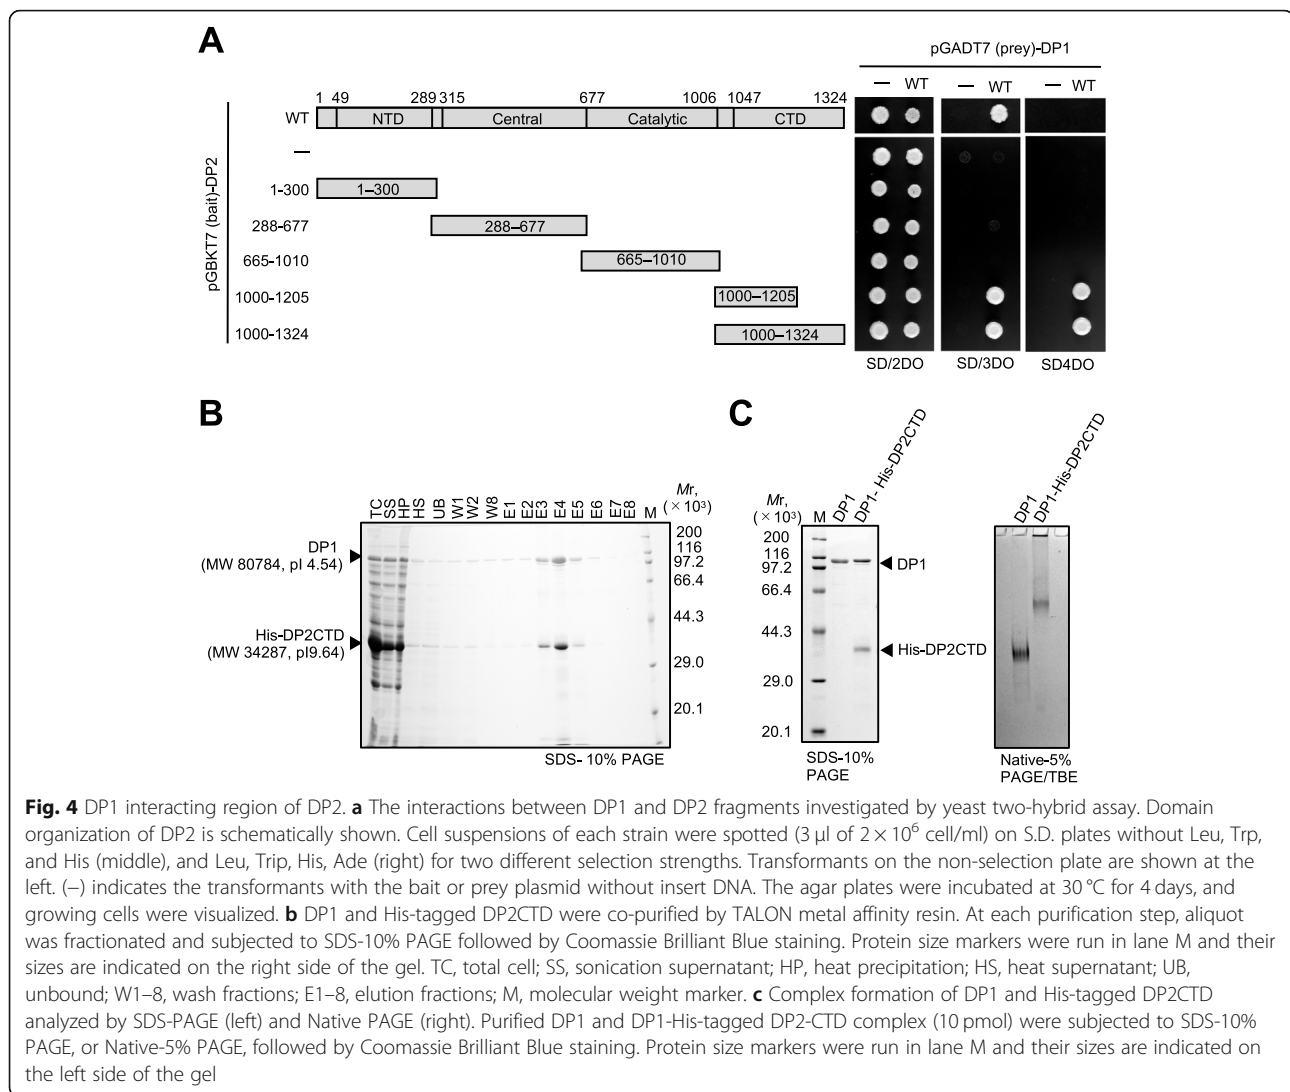 A
pGADT7 (prey)-DP1
— WT — WT — WT
1 49 289 315 677 1006 1047 1324
WT NTD Central Catalytic CTD
pGBKT7 (bait)-DP2
—
1-300 1–300
288-677 288–677
665-1010 665–1010
1000-1205 1000–1205
1000-1324 1000–1324
SD/2DO SD/3DO SD4DO
B
TC SS HP HS UB W1 W2 W8 E1 E2 E3 E4 E5 E6 E7 E8 M
Mr,
(×10³)
DP1
(MW 80784, pI 4.54)
His-DP2CTD
(MW 34287, pI9.64)
200
116
97.2
66.4
44.3
29.0
20.1
SDS- 10% PAGE
C
Mr,
(×10³)
M DP1 DP1- His-DP2CTD
200
116
97.2
66.4
44.3
29.0
20.1
DP1
His-DP2CTD
SDS-10%
PAGE
DP1 DP1-His-DP2CTD
Native-5%
PAGE/TBE
Fig. 4 DP1 interacting region of DP2. a The interactions between DP1 and DP2 fragments investigated by yeast two-hybrid assay. Domain
organization of DP2 is schematically shown. Cell suspensions of each strain were spotted (3 μl of 2 × 10⁶ cell/ml) on S.D. plates without Leu, Trp,
and His (middle), and Leu, Trip, His, Ade (right) for two different selection strengths. Transformants on the non-selection plate are shown at the
left. (−) indicates the transformants with the bait or prey plasmid without insert DNA. The agar plates were incubated at 30 °C for 4 days, and
growing cells were visualized. b DP1 and His-tagged DP2CTD were co-purified by TALON metal affinity resin. At each purification step, aliquot
was fractionated and subjected to SDS-10% PAGE followed by Coomassie Brilliant Blue staining. Protein size markers were run in lane M and their
sizes are indicated on the right side of the gel. TC, total cell; SS, sonication supernatant; HP, heat precipitation; HS, heat supernatant; UB,
unbound; W1–8, wash fractions; E1–8, elution fractions; M, molecular weight marker. c Complex formation of DP1 and His-tagged DP2CTD
analyzed by SDS-PAGE (left) and Native PAGE (right). Purified DP1 and DP1-His-tagged DP2-CTD complex (10 pmol) were subjected to SDS-10%
PAGE, or Native-5% PAGE, followed by Coomassie Brilliant Blue staining. Protein size markers were run in lane M and their sizes are indicated on
the left side of the gel